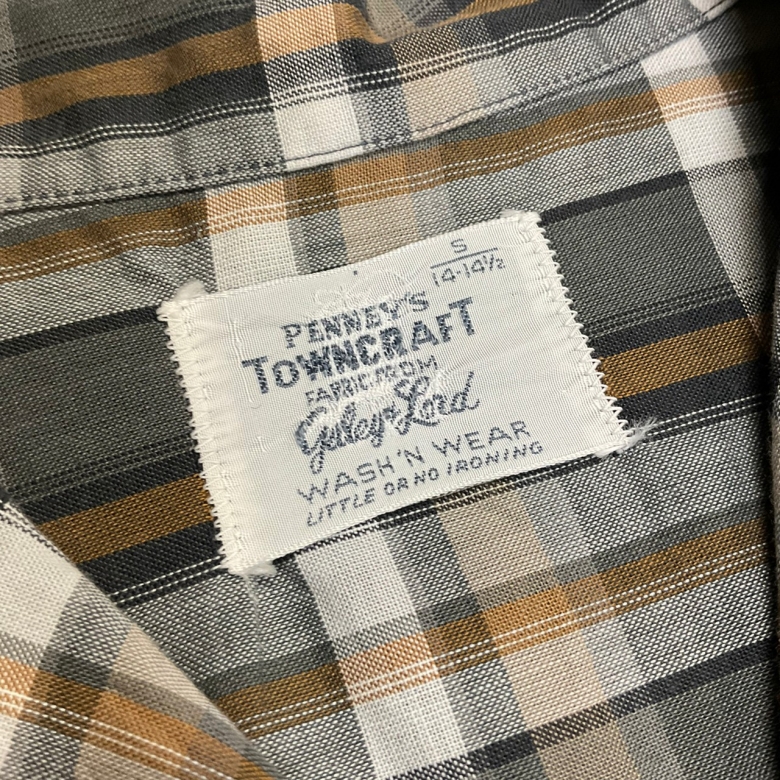 S
14-14½
PENNEY'S
TOWNCRAFT
FABRIC FROM
Galey & Lord
WASH 'N WEAR
LITTLE OR NO IRONING